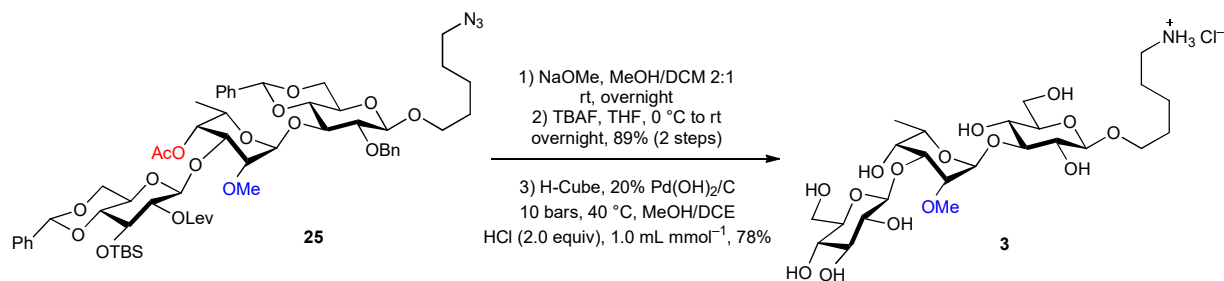 N3
Ph
O
O
O
O
OBn
O
O
AcO
O
OMe
O
O
O
OLev
Ph
O
OTBS
25
1) NaOMe, MeOH/DCM 2:1
rt, overnight
2) TBAF, THF, 0 °C to rt
overnight, 89% (2 steps)
3) H-Cube, 20% Pd(OH)2/C
10 bars, 40 °C, MeOH/DCE
HCl (2.0 equiv), 1.0 mL mmol−1, 78%
+
NH3 Cl−
OH
HO
O
O
OH
O
O
HO
O
OMe
HO
O
OH
HO
HO
3